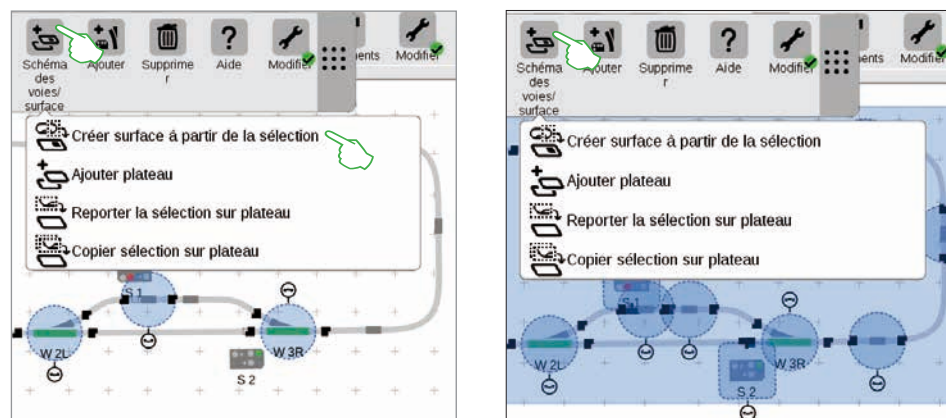 Schéma
des
voies/
surface
Ajouter
Supprime
r
Aide
Modifier
ents
Modifier
Créer surface à partir de la sélection
Ajouter plateau
Reporter la sélection sur plateau
Copier sélection sur plateau
S 1
W 2L
W 3R
S 2
Schéma
des
voies/
surface
Ajouter
Supprime
r
Aide
Modifier
ents
Modifier
Créer surface à partir de la sélection
Ajouter plateau
Reporter la sélection sur plateau
Copier sélection sur plateau
S 1
W 2L
W 3R
S 2